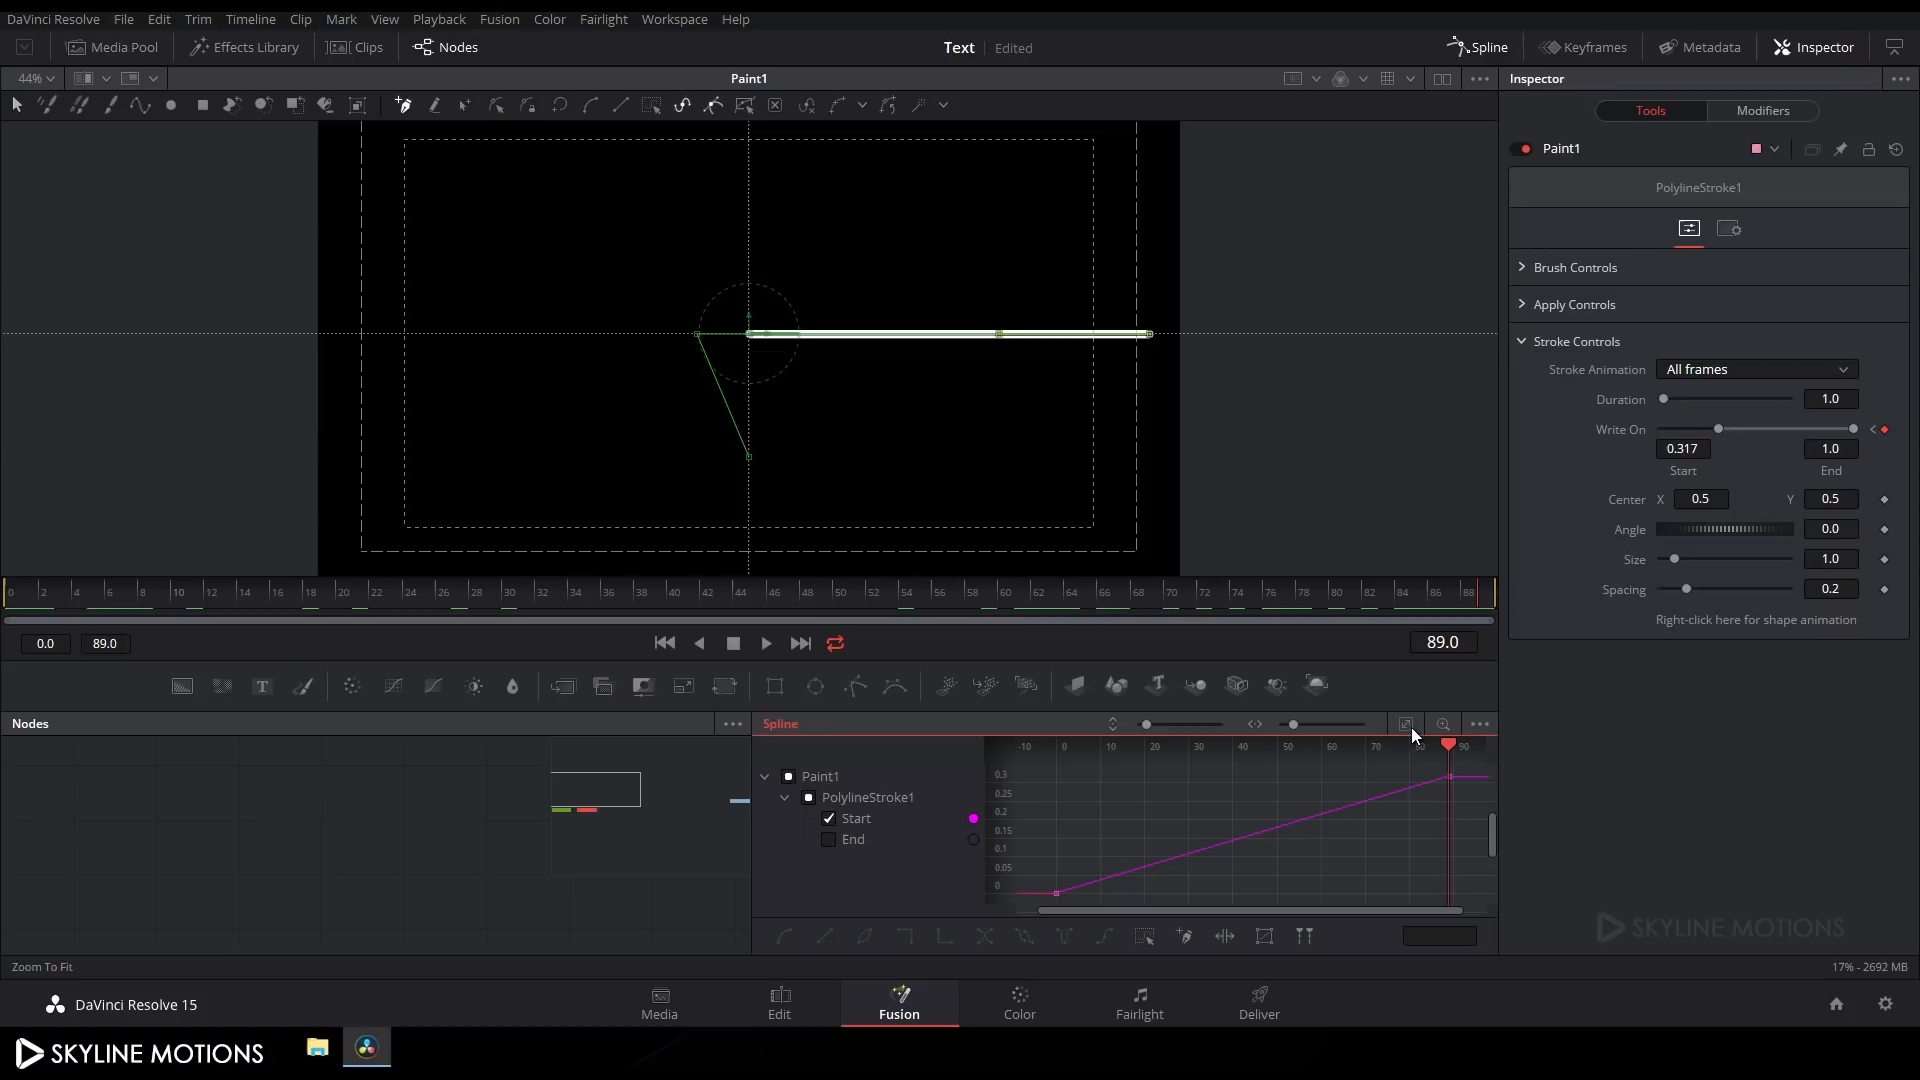 DaVinci Resolve File Edit Trim Timeline Clip Mark View Playback Fusion Color Fairlight Workspace Help
Media Pool Effects Library Clips Nodes Text Edited Spline Keyframes Metadata Inspector
44% Paint1 Inspector
Tools Modifiers
Paint1
PolylineStroke1
Brush Controls
Apply Controls
Stroke Controls
Stroke Animation All frames
Duration 1.0
Write On
0.317 1.0
Start End
Center X 0.5 Y 0.5
Angle 0.0
Size 1.0
Spacing 0.2
Right-click here for shape animation
0 2 4 6 8 10 12 14 16 18 20 22 24 26 28 30 32 34 36 38 40 42 44 46 48 50 52 54 56 58 60 62 64 66 68 70 72 74 76 78 80 82 84 86 88
0.0 89.0 89.0
T T
Nodes Spline
-10 0 10 20 30 40 50 60 70 90
Paint1
PolylineStroke1
Start
End
0.3
0.25
0.2
0.15
0.1
0.05
0
SKYLINE MOTIONS
Zoom To Fit 17% - 2692 MB
DaVinci Resolve 15 Media Edit Fusion Color Fairlight Deliver
SKYLINE MOTIONS